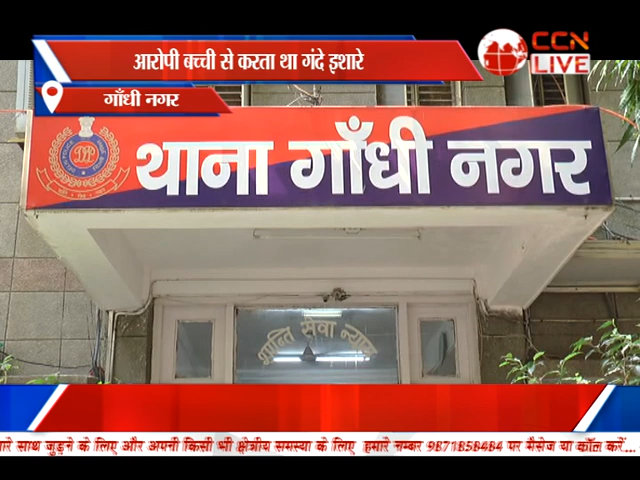 आरोपी बच्ची से करता था गंदे इशारे
CCN
LIVE
गाँधी नगर
थाना गाँधी नगर
शान्ति सेवा न्याय
साथ जुड़ने के लिए और अपनी किसी भी क्षेत्रीय समस्या के लिए हमारे नम्बर 9871858484 पर मैसेज या कॉल करें...